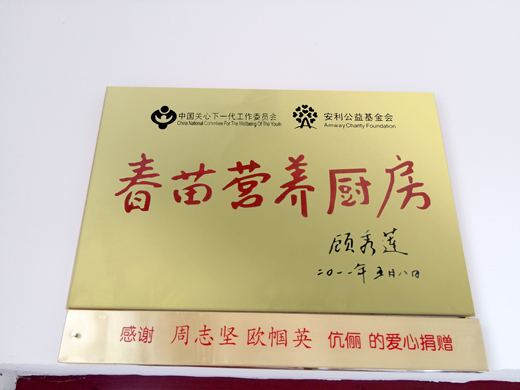 中国关心下一代工作委员会
China National Committee For The Wellbeing Of The Youth
安利公益基金会
Amway Charity Foundation
春苗营养厨房
顾秀莲
二〇一一年五月八日
感谢 周志坚 欧帼英 伉俪 的爱心捐赠